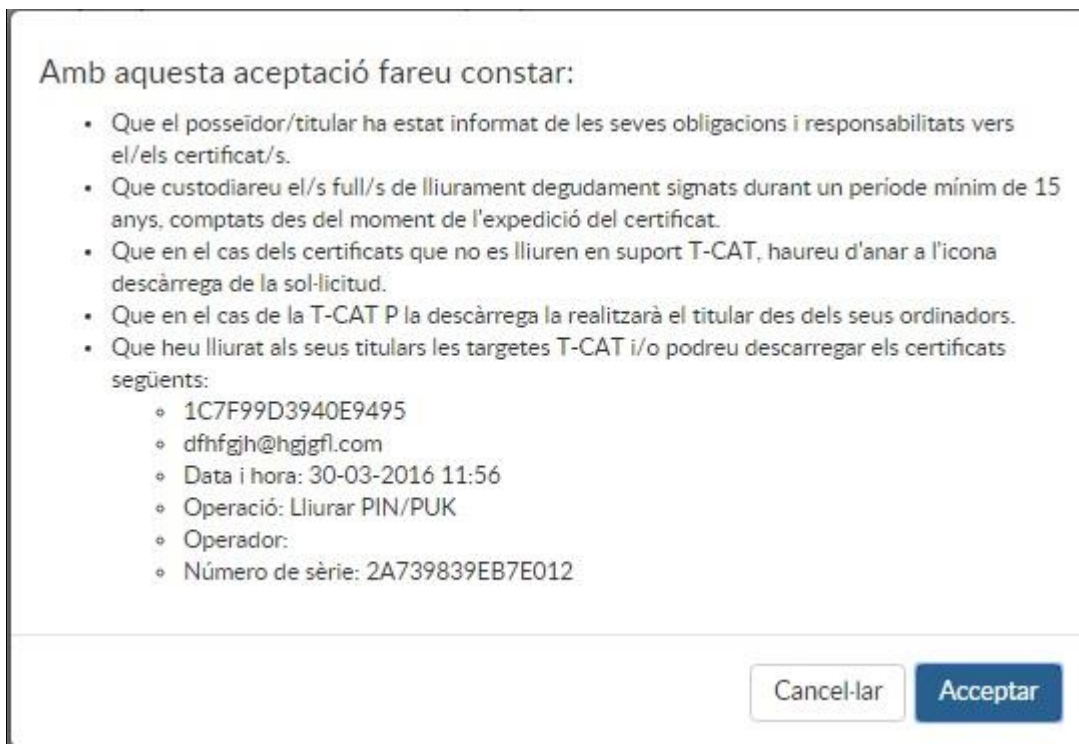 Amb aquesta aceptació fareu constar:
• Que el posseïdor/titular ha estat informat de les seves obligacions i responsabilitats vers
el/els certificat/s.
• Que custodiareu el/s full/s de lliurament degudament signats durant un període mínim de 15
anys, comptats des del moment de l'expedició del certificat.
• Que en el cas dels certificats que no es lliuren en suport T-CAT, haureu d'anar a l'icona
descàrrega de la sol·licitud.
• Que en el cas de la T-CAT P la descàrrega la realitzarà el titular des dels seus ordinadors.
• Que heu lliurat als seus titulars les targetes T-CAT i/o podreu descarregar els certificats
següents:
◦ 1C7F99D3940E9495
◦ dfhfgjh@hgjgfl.com
◦ Data i hora: 30-03-2016 11:56
◦ Operació: Lliurar PIN/PUK
◦ Operador:
◦ Número de sèrie: 2A739839EB7E012
Cancel·lar Acceptar